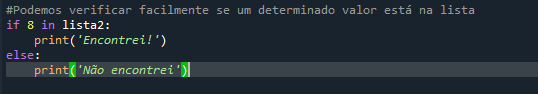 #Podemos verificar facilmente se um determinado valor está na lista
if 8 in lista2:
    print('Encontrei!')
else:
    print('Não encontrei')